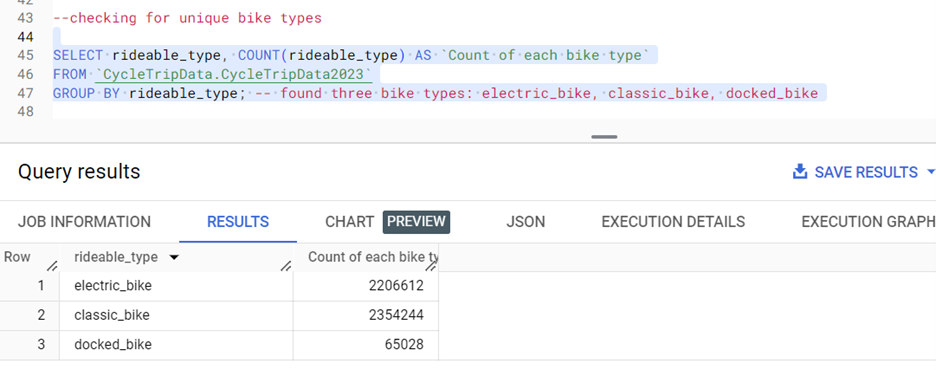 42
43 --checking for unique bike types
44
45 SELECT rideable_type, COUNT(rideable_type) AS `Count of each bike type`
46 FROM `CycleTripData.CycleTripData2023`
47 GROUP BY rideable_type; -- found three bike types: electric_bike, classic_bike, docked_bike
48
Query results
SAVE RESULTS
JOB INFORMATION RESULTS CHART PREVIEW JSON EXECUTION DETAILS EXECUTION GRAPH
Row rideable_type Count of each bike ty
1 electric_bike 2206612
2 classic_bike 2354244
3 docked_bike 65028